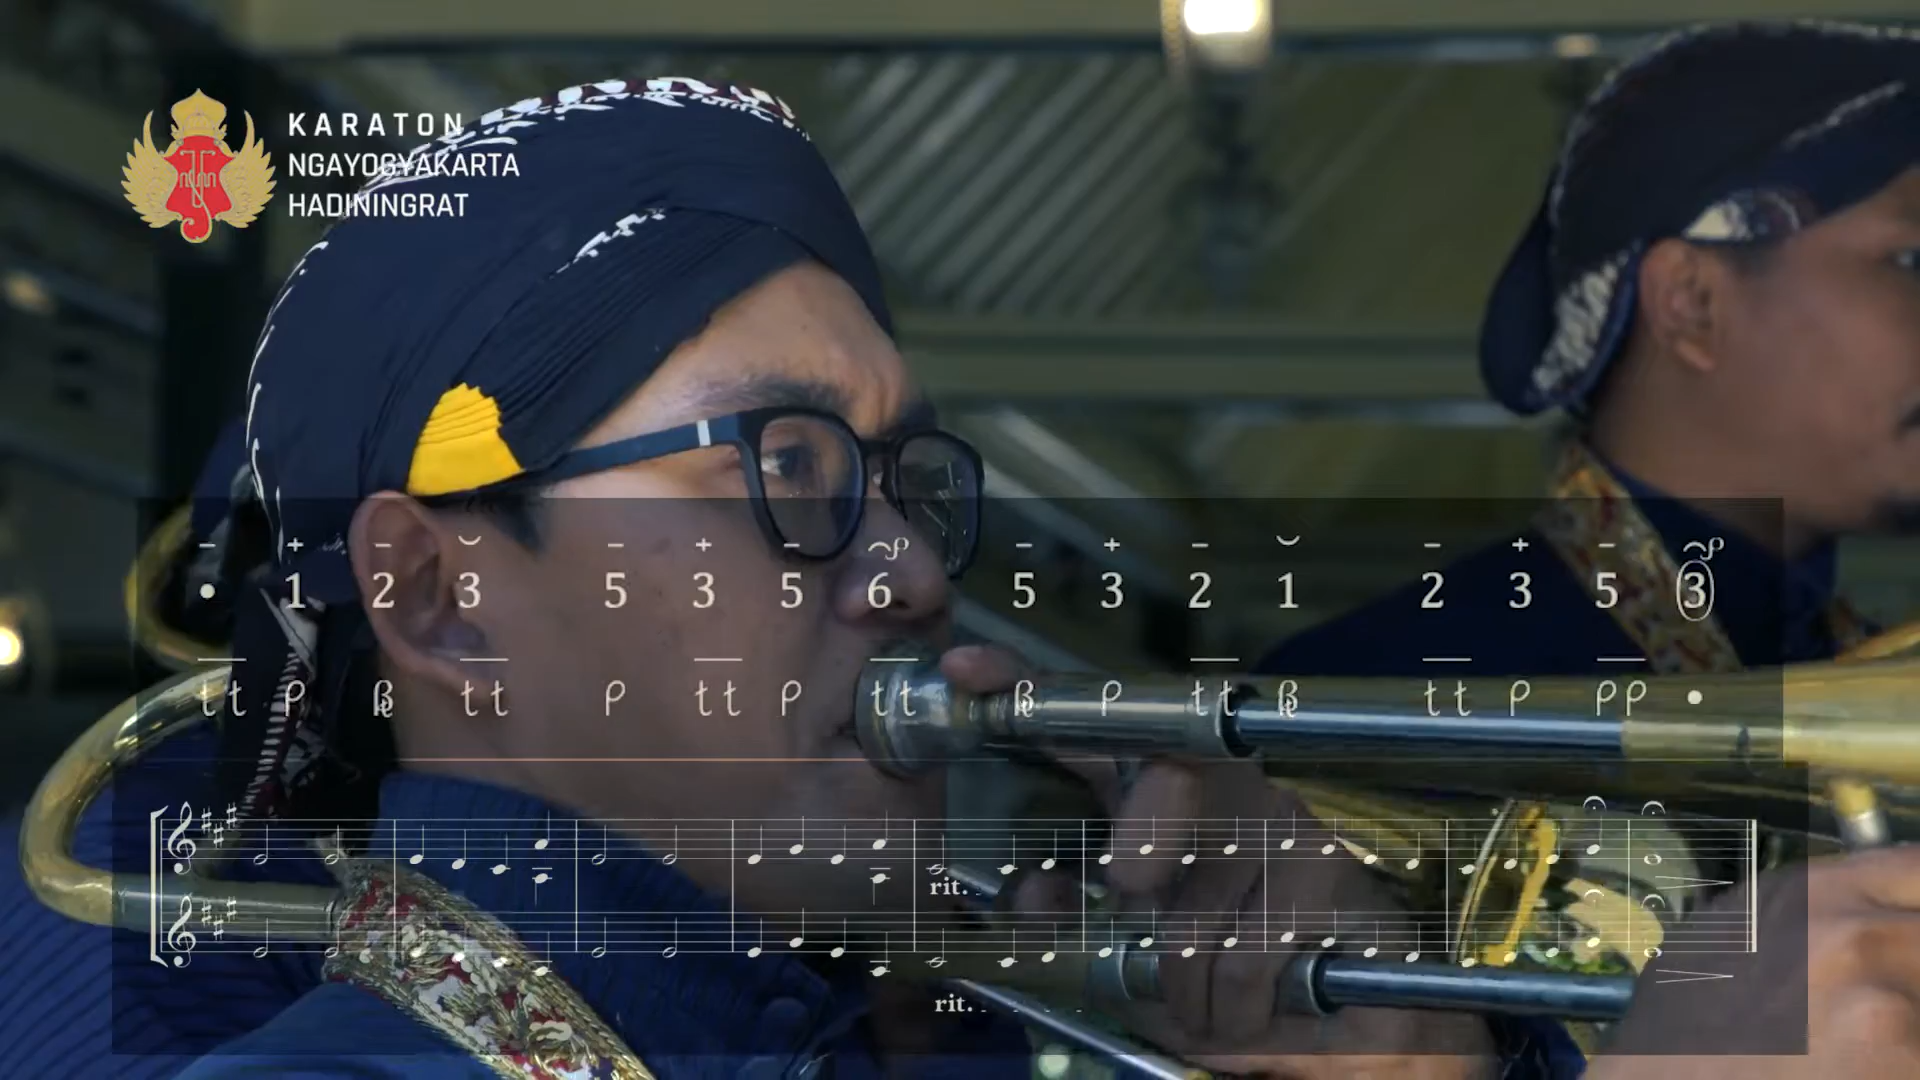 KARATON
NGAYOGYAKARTA
HADININGRAT
• 1 2 3 5 3 5 6 5 3 2 1 2 3 5 3
tt ρ ß tt ρ tt ρ tt ß ρ tt ß tt ρ ρρ •
rit.
rit.